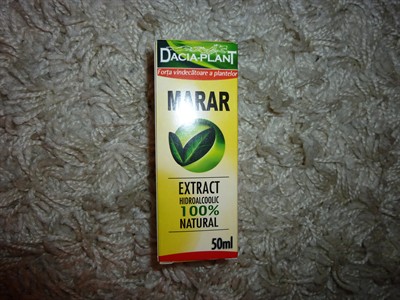 DACIA-PLANT
Forța vindecătoare a plantelor
MARAR
EXTRACT
HIDROALCOOLIC
100%
NATURAL
50ml